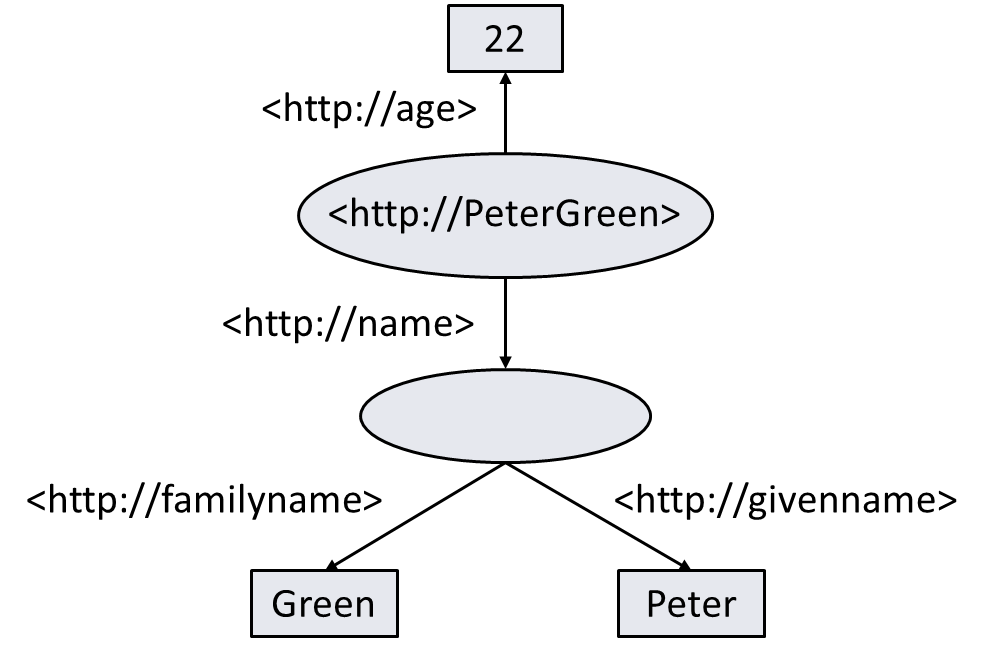 22
<http://age>
<http://PeterGreen>
<http://name>
<http://familyname>
<http://givenname>
Green
Peter